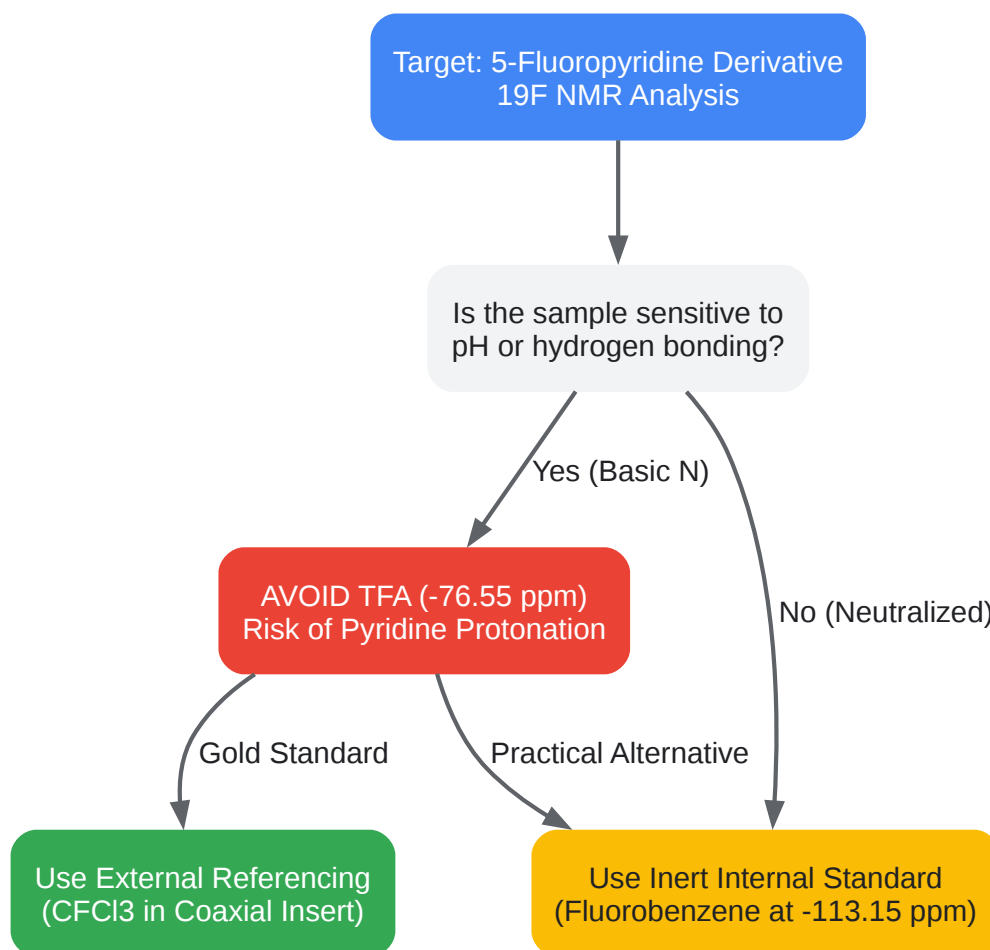 Target: 5-Fluoropyridine Derivative
19F NMR Analysis
Is the sample sensitive to
pH or hydrogen bonding?
Yes (Basic N)
AVOID TFA (-76.55 ppm)
Risk of Pyridine Protonation
No (Neutralized)
Gold Standard
Practical Alternative
Use External Referencing
(CFCl3 in Coaxial Insert)
Use Inert Internal Standard
(Fluorobenzene at -113.15 ppm)